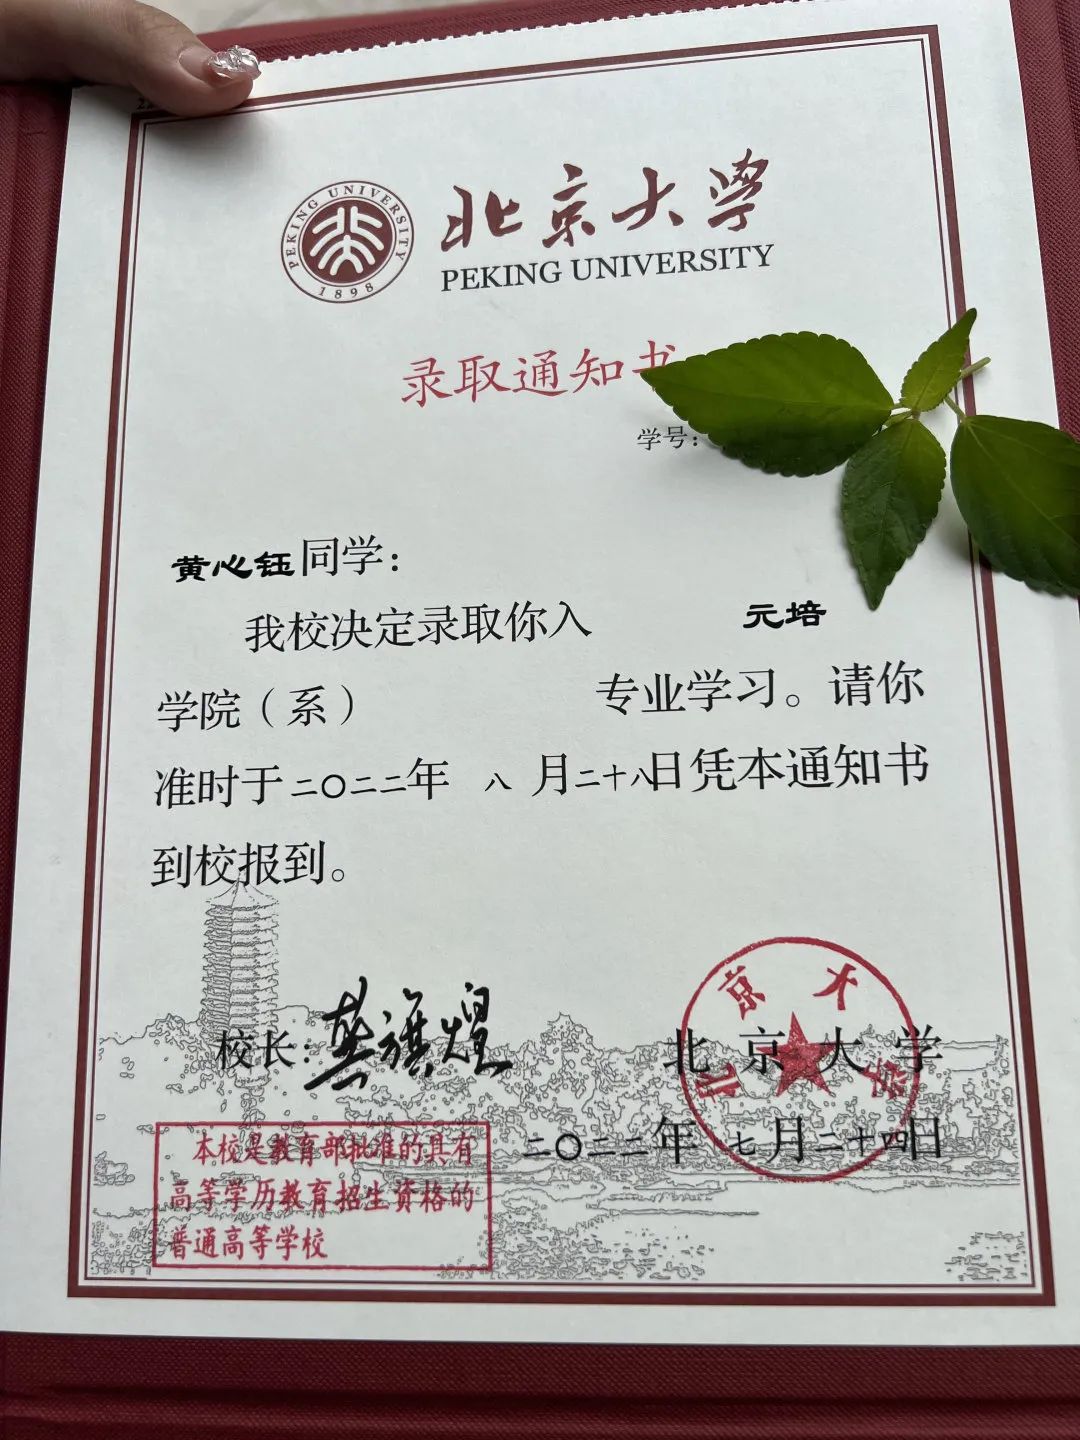 PEKING UNIVERSITY
1898
北京大学
PEKING UNIVERSITY
录取通知书
学号:
黄心钰同学:
我校决定录取你入 元培
学院(系) 专业学习。请你
准时于二〇二二年 八 月二十八日凭本通知书
到校报到。
校长:龚旗煌
北京大学
北京大学
二〇二二年 七月二十四日
本校是教育部批准的具有
高等学历教育招生资格的
普通高等学校